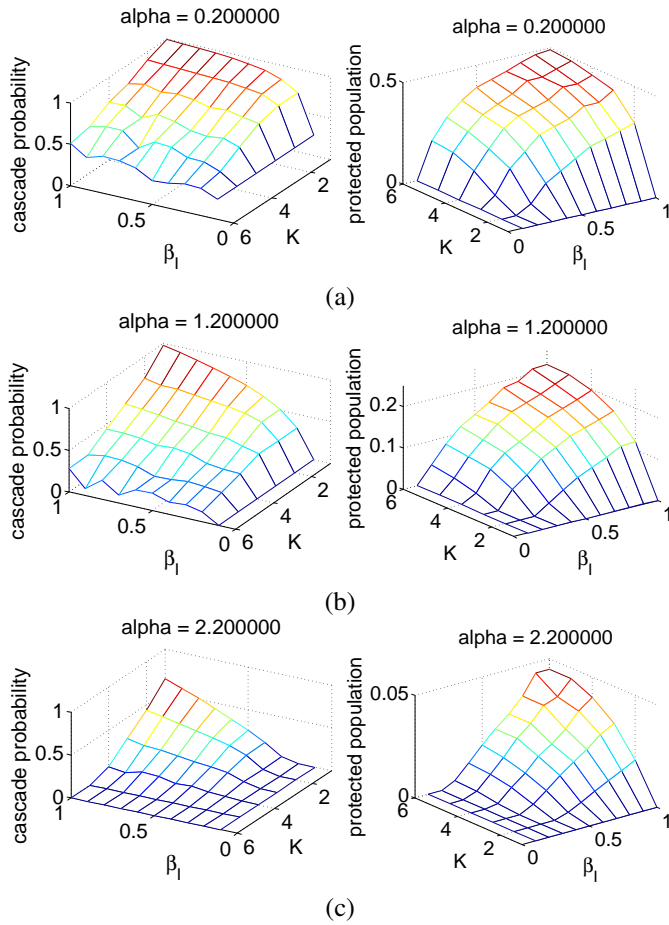 alpha = 0.200000
cascade probability
1
0.5
0
1
0.5
0
β_l
6
4
2
K
alpha = 0.200000
protected population
0.5
0
6
4
2
K
0
0.5
1
β_l
(a)
alpha = 1.200000
cascade probability
1
0.5
0
1
0.5
0
β_l
6
4
2
K
alpha = 1.200000
protected population
0.2
0.1
0
6
4
2
K
0
0.5
1
β_l
(b)
alpha = 2.200000
cascade probability
1
0.5
0
1
0.5
0
β_l
6
4
2
K
alpha = 2.200000
protected population
0.05
0
6
4
2
K
0
0.5
1
β_l
(c)